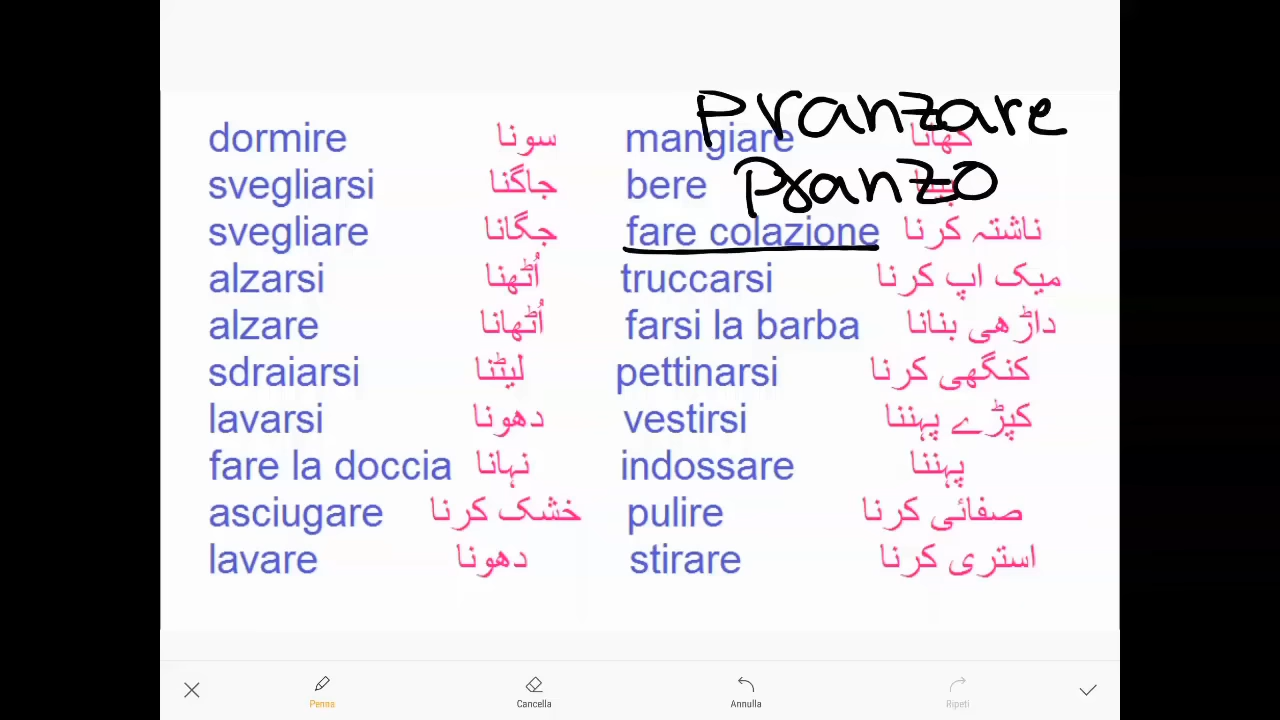 pranzare
dormire سونا mangiare کھانا
svegliarsi جاگنا bere pranzo
svegliare جگانا fare colazione ناشتہ کرنا
alzarsi اُٹھنا truccarsi میک اپ کرنا
alzare اُٹھانا farsi la barba داڑھی بنانا
sdraiarsi لیٹنا pettinarsi کنگھی کرنا
lavarsi دھونا vestirsi کپڑے پہننا
fare la doccia نہانا indossare پہننا
asciugare خشک کرنا pulire صفائی کرنا
lavare دھونا stirare استری کرنا
Penna Cancella Annulla Ripeti